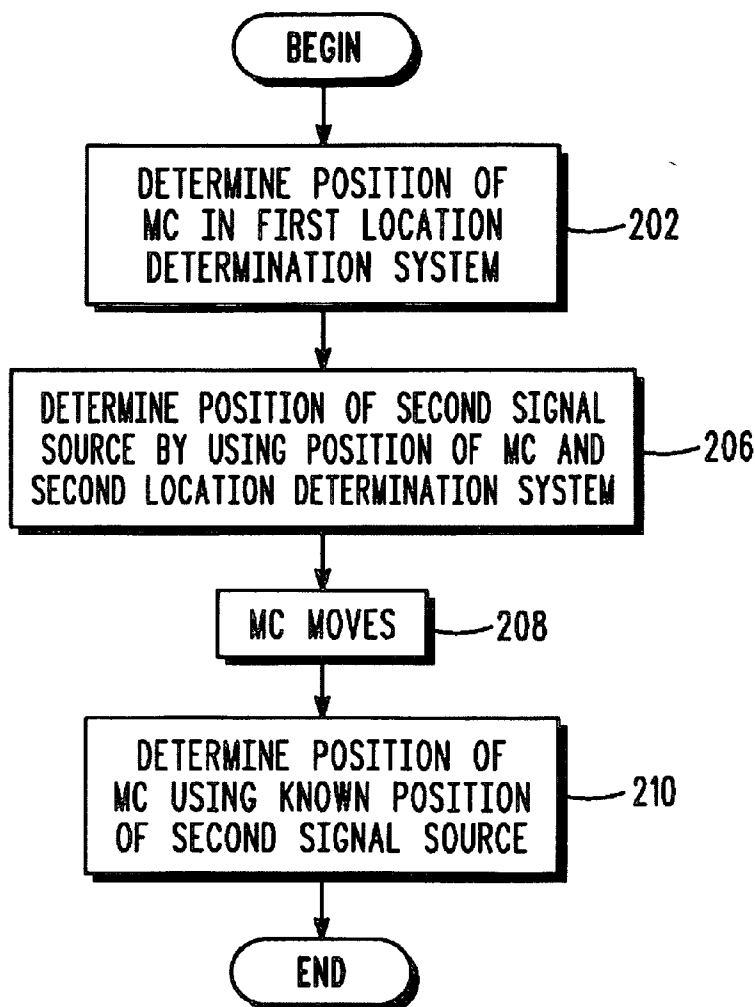 BEGIN
DETERMINE POSITION OF
MC IN FIRST LOCATION
DETERMINATION SYSTEM
202
DETERMINE POSITION OF SECOND SIGNAL
SOURCE BY USING POSITION OF MC AND
SECOND LOCATION DETERMINATION SYSTEM
206
MC MOVES
208
DETERMINE POSITION OF
MC USING KNOWN POSITION
OF SECOND SIGNAL SOURCE
210
END